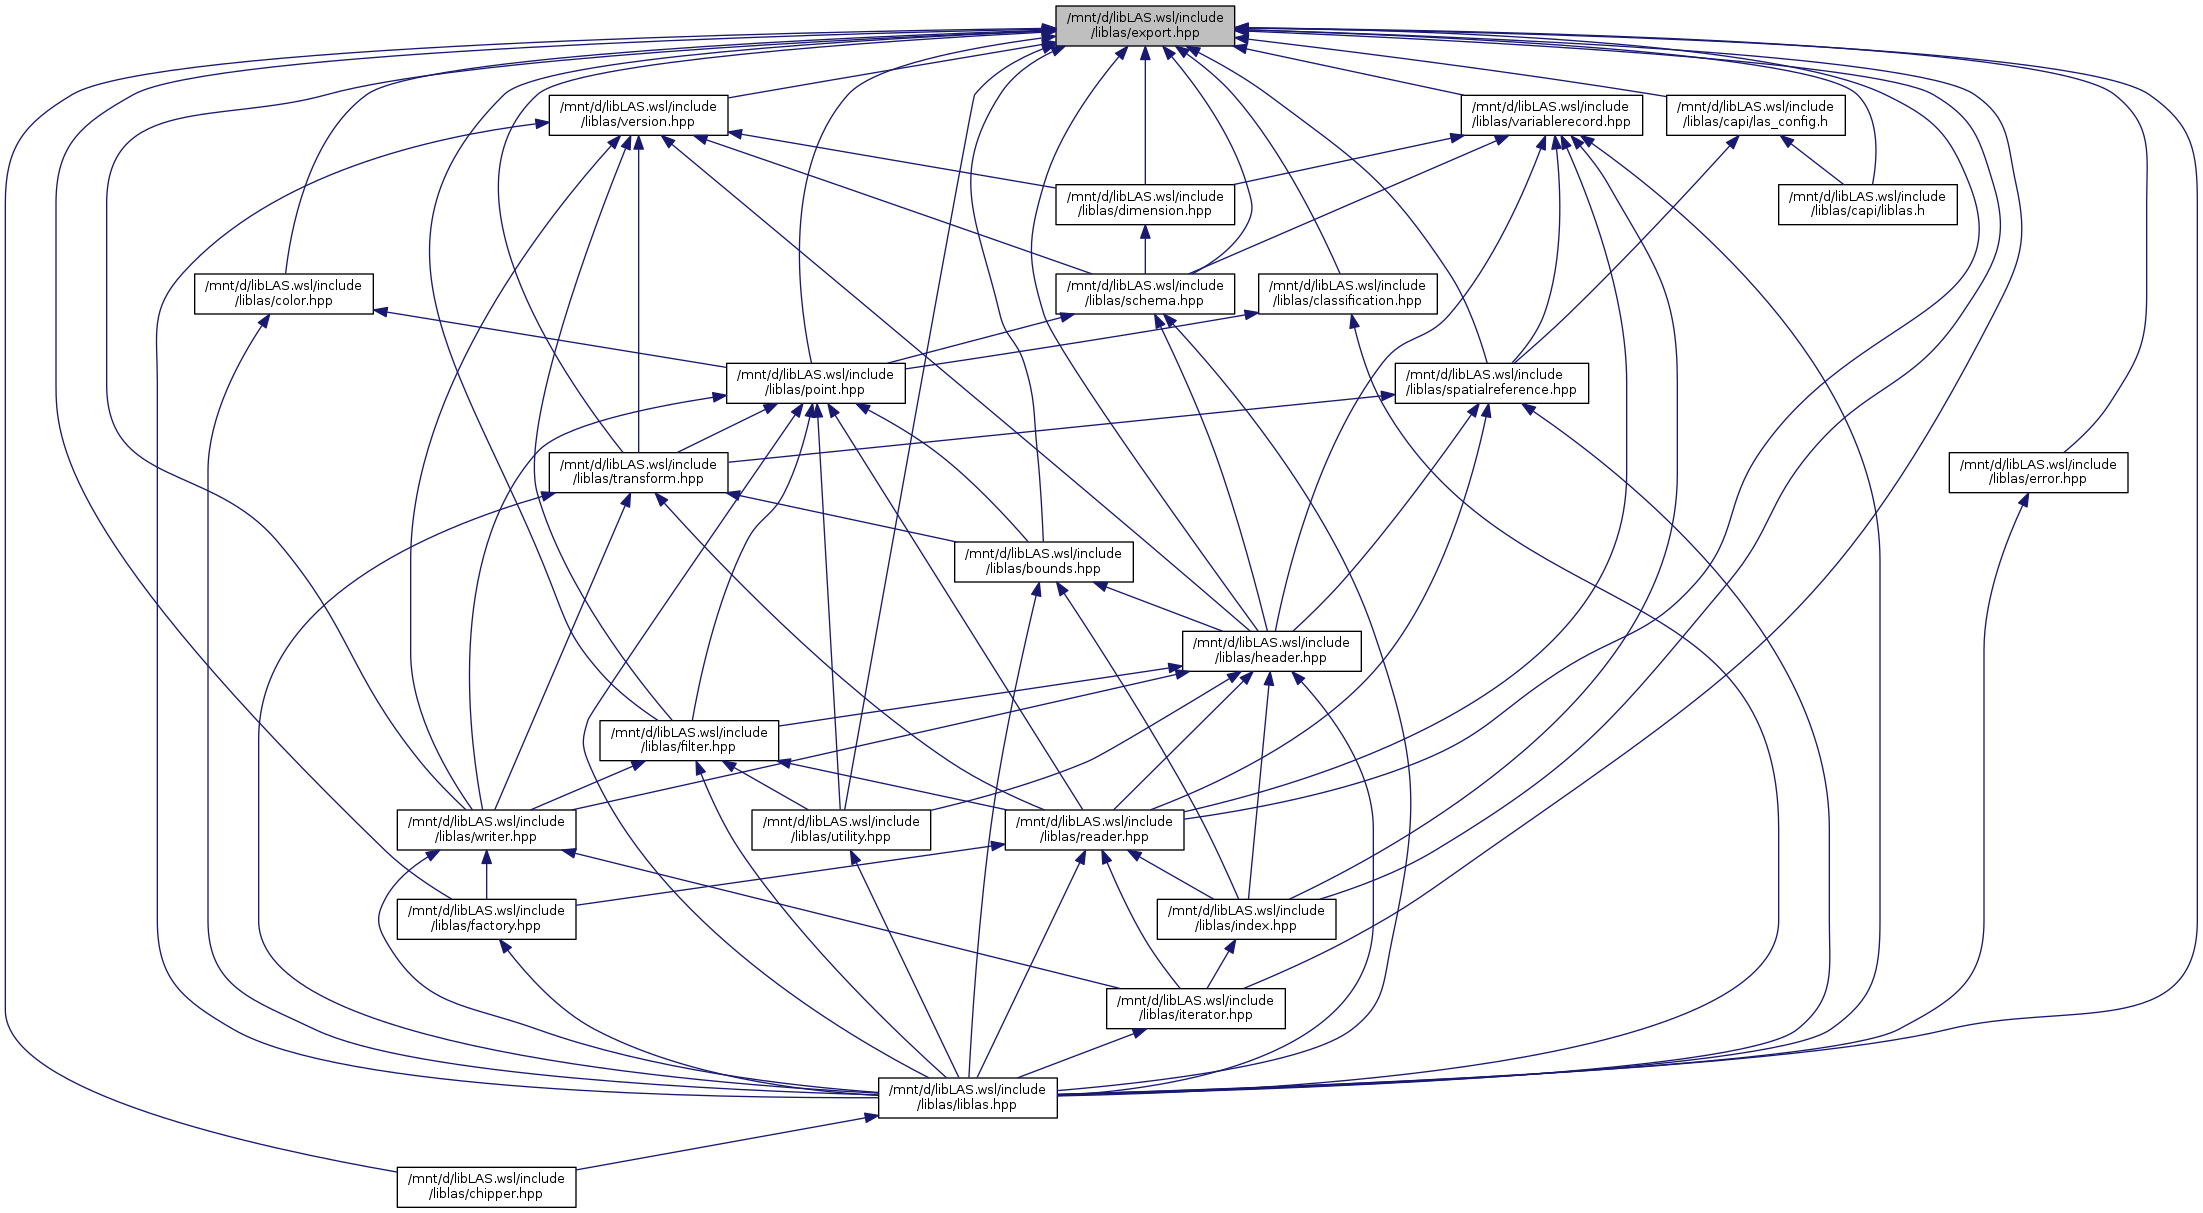 /mnt/d/libLAS.wsl/include
/liblas/export.hpp
/mnt/d/libLAS.wsl/include
/liblas/version.hpp
/mnt/d/libLAS.wsl/include
/liblas/variablerecord.hpp
/mnt/d/libLAS.wsl/include
/liblas/capi/las_config.h
/mnt/d/libLAS.wsl/include
/liblas/dimension.hpp
/mnt/d/libLAS.wsl/include
/liblas/capi/liblas.h
/mnt/d/libLAS.wsl/include
/liblas/color.hpp
/mnt/d/libLAS.wsl/include
/liblas/schema.hpp
/mnt/d/libLAS.wsl/include
/liblas/classification.hpp
/mnt/d/libLAS.wsl/include
/liblas/point.hpp
/mnt/d/libLAS.wsl/include
/liblas/spatialreference.hpp
/mnt/d/libLAS.wsl/include
/liblas/transform.hpp
/mnt/d/libLAS.wsl/include
/liblas/error.hpp
/mnt/d/libLAS.wsl/include
/liblas/bounds.hpp
/mnt/d/libLAS.wsl/include
/liblas/header.hpp
/mnt/d/libLAS.wsl/include
/liblas/filter.hpp
/mnt/d/libLAS.wsl/include
/liblas/writer.hpp
/mnt/d/libLAS.wsl/include
/liblas/utility.hpp
/mnt/d/libLAS.wsl/include
/liblas/reader.hpp
/mnt/d/libLAS.wsl/include
/liblas/factory.hpp
/mnt/d/libLAS.wsl/include
/liblas/index.hpp
/mnt/d/libLAS.wsl/include
/liblas/iterator.hpp
/mnt/d/libLAS.wsl/include
/liblas/liblas.hpp
/mnt/d/libLAS.wsl/include
/liblas/chipper.hpp